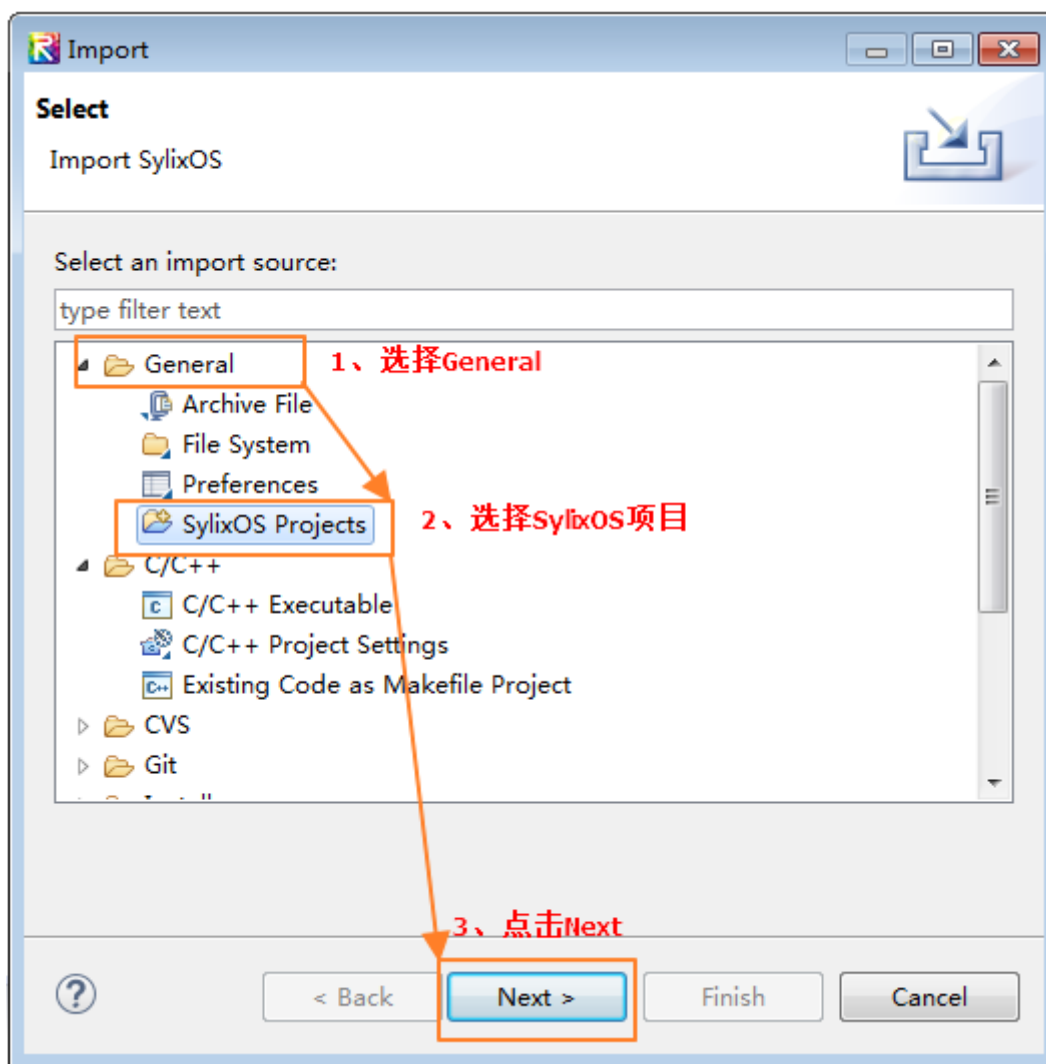 Import
Select
Import SylixOS
Select an import source:
type filter text
General
1、选择General
Archive File
File System
Preferences
SylixOS Projects
2、选择SylixOS项目
C/C++
C/C++ Executable
C/C++ Project Settings
Existing Code as Makefile Project
CVS
Git
3、点击Next
< Back
Next >
Finish
Cancel